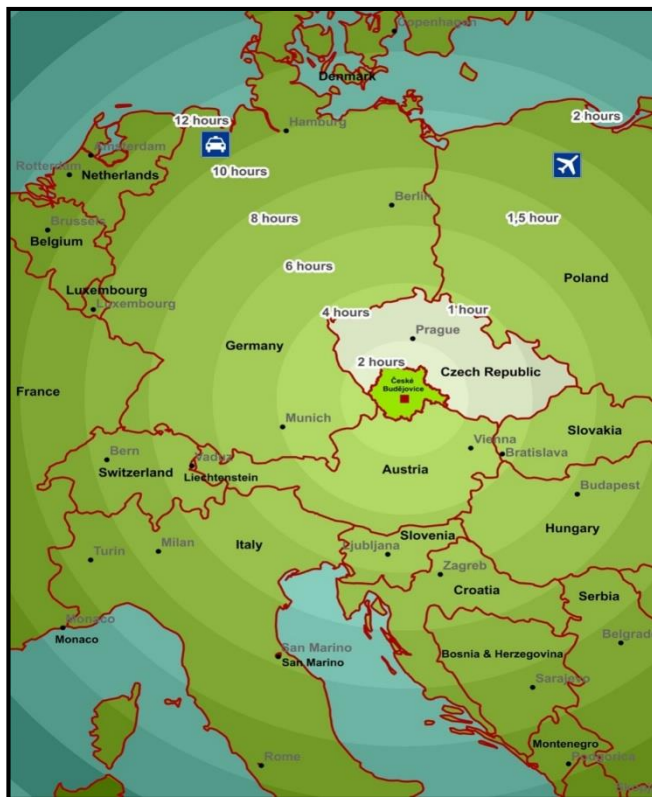 Copenhagen
Denmark
12 hours
2 hours
Hamburg
Amsterdam
Rotterdam
Netherlands
10 hours
Berlin
8 hours
1,5 hour
Brussels
Belgium
6 hours
Poland
Luxembourg
Luxembourg
4 hours
1 hour
Prague
Germany
2 hours
Czech Republic
České
Budějovice
France
Munich
Slovakia
Vienna
Bratislava
Bern
Switzerland
Vaduz
Liechtenstein
Austria
Budapest
Hungary
Slovenia
Italy
Ljubljana
Milan
Turin
Zagreb
Croatia
Serbia
Monaco
Monaco
San Marino
San Marino
Belgrade
Bosnia & Herzegovina
Sarajevo
Montenegro
Podgorica
Rome